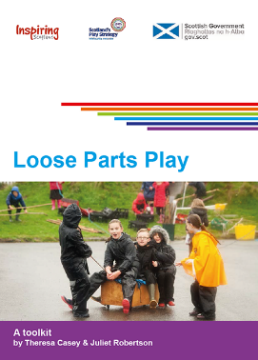 Inspiring
Scotland
Scotland's
Play Strategy
Scottish Government
Riaghaltas na h-Alba
gov.scot
Loose Parts Play
A toolkit
by Theresa Casey & Juliet Robertson